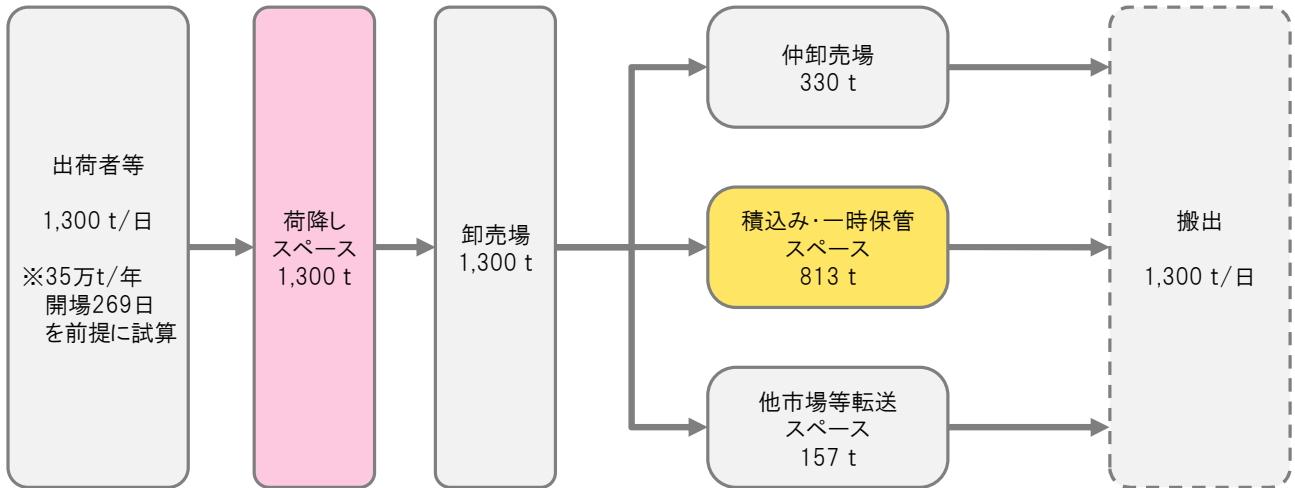 出荷者等
1,300 t/日
※35万t/年
開場269日
を前提に試算
荷降し
スペース
1,300 t
卸売場
1,300 t
仲卸売場
330 t
積込み・一時保管
スペース
813 t
他市場等転送
スペース
157 t
搬出
1,300 t/日